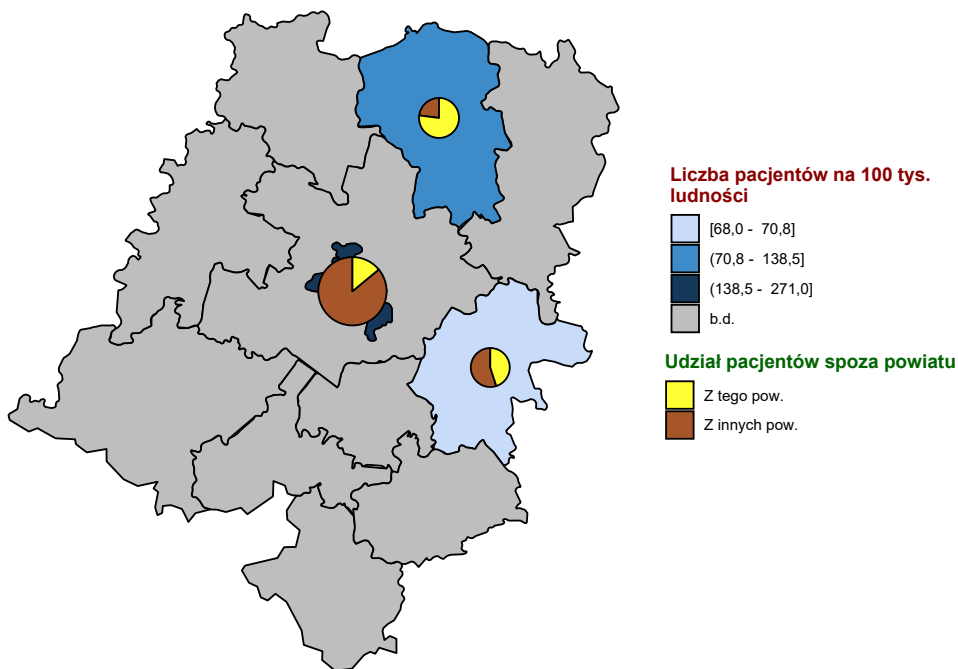 Liczba pacjentów na 100 tys.
ludności
[68,0 - 70,8]
(70,8 - 138,5]
(138,5 - 271,0]
b.d.
Udział pacjentów spoza powiatu
Z tego pow.
Z innych pow.